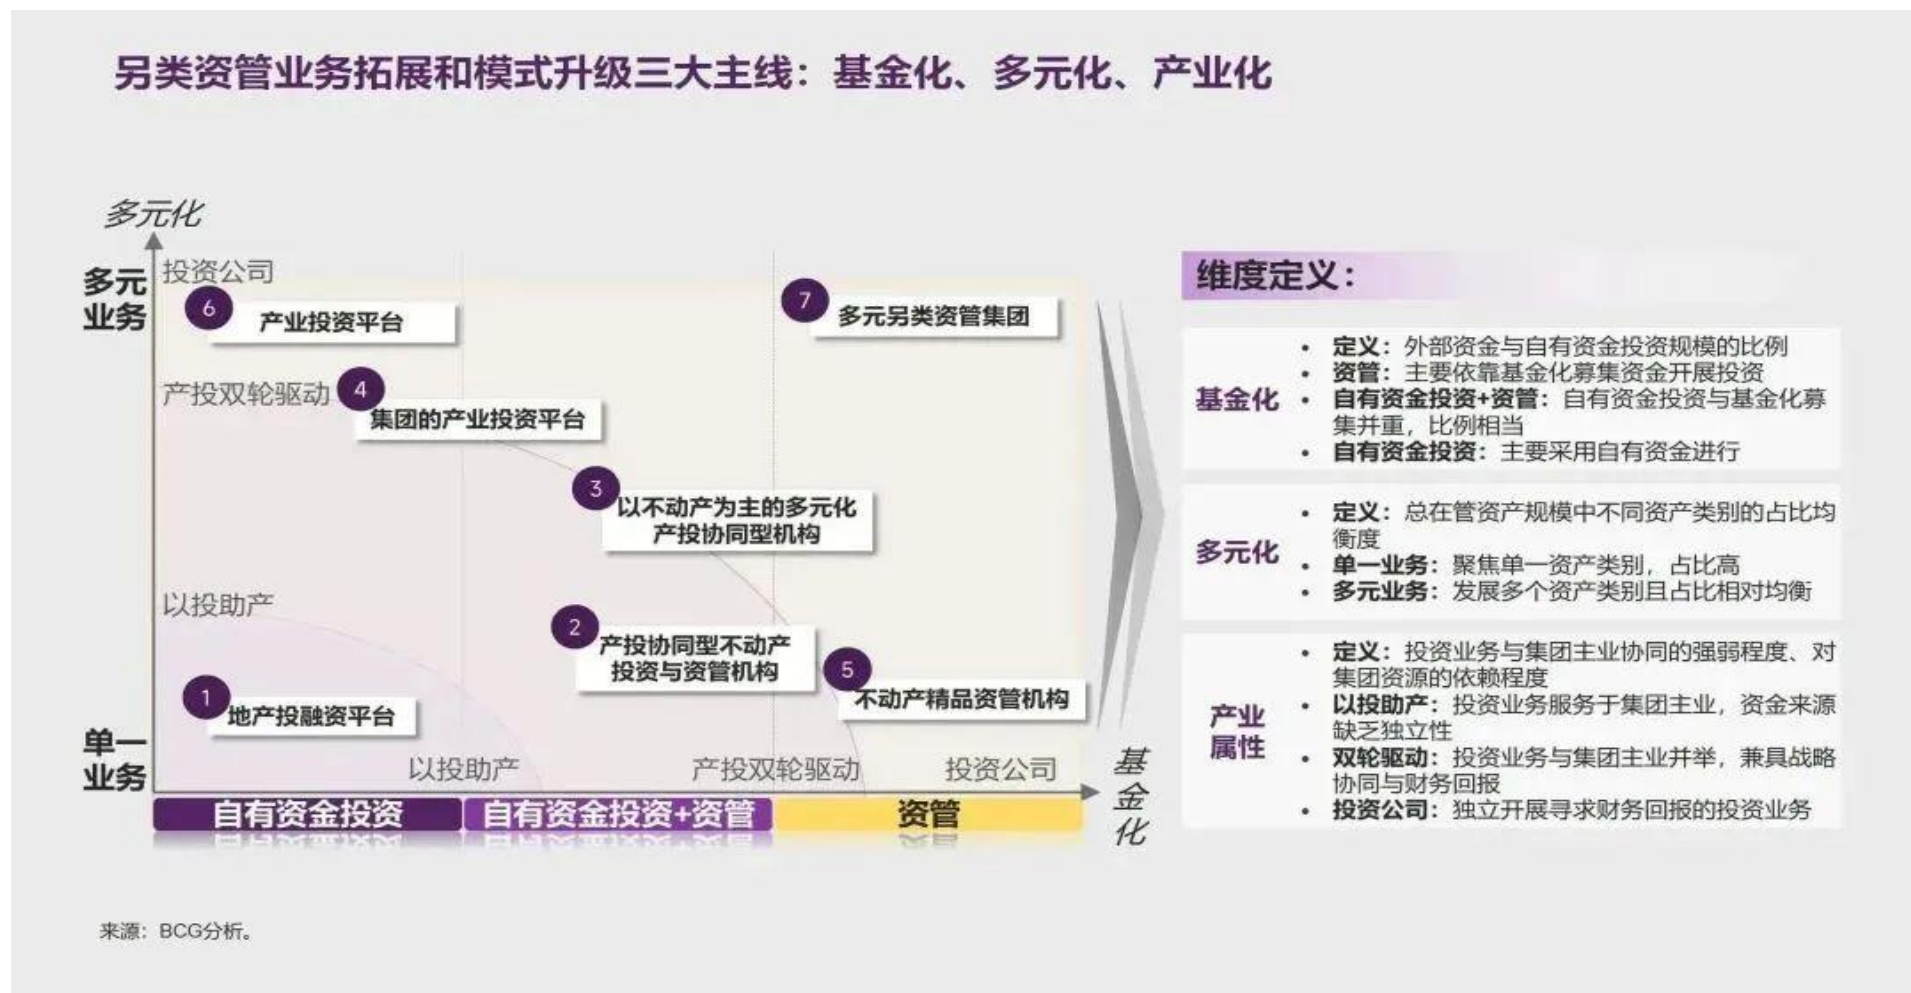 另类资管业务拓展和模式升级三大主线：基金化、多元化、产业化
多元化
多元
业务
投资公司
6
产业投资平台
7
多元另类资管集团
产投双轮驱动
4
集团的产业投资平台
3
以不动产为主的多元化
产投协同型机构
以投助产
2
产投协同型不动产
投资与资管机构
5
不动产精品资管机构
1
地产投融资平台
单一
业务
以投助产
产投双轮驱动
投资公司
基
金
化
自有资金投资
自有资金投资+资管
资管
维度定义：
基金化
• 定义：外部资金与自有资金投资规模的比例
• 资管：主要依靠基金化募集资金开展投资
• 自有资金投资+资管：自有资金投资与基金化募
集并重，比例相当
• 自有资金投资：主要采用自有资金进行
多元化
• 定义：总在管资产规模中不同资产类别的占比均
衡度
• 单一业务：聚焦单一资产类别，占比高
• 多元业务：发展多个资产类别且占比相对均衡
产业
属性
• 定义：投资业务与集团主业协同的强弱程度、对
集团资源的依赖程度
• 以投助产：投资业务服务于集团主业，资金来源
缺乏独立性
• 双轮驱动：投资业务与集团主业并举，兼具战略
协同与财务回报
• 投资公司：独立开展寻求财务回报的投资业务
来源：BCG分析。